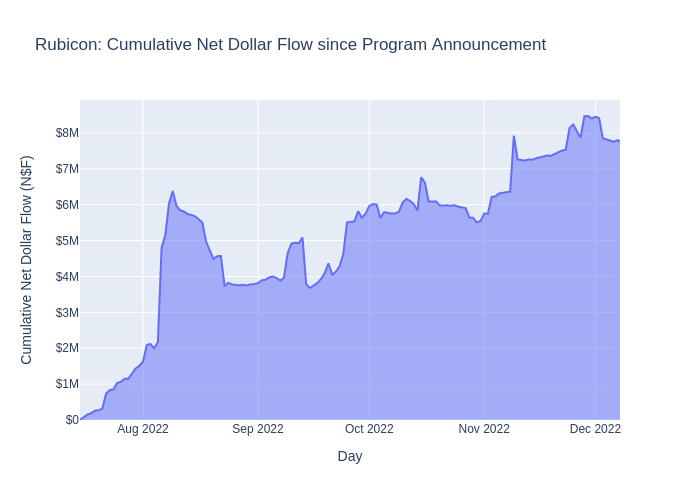 Rubicon: Cumulative Net Dollar Flow since Program Announcement
Cumulative Net Dollar Flow (N$F)
$8M
$7M
$6M
$5M
$4M
$3M
$2M
$1M
$0
Aug 2022 Sep 2022 Oct 2022 Nov 2022 Dec 2022
Day